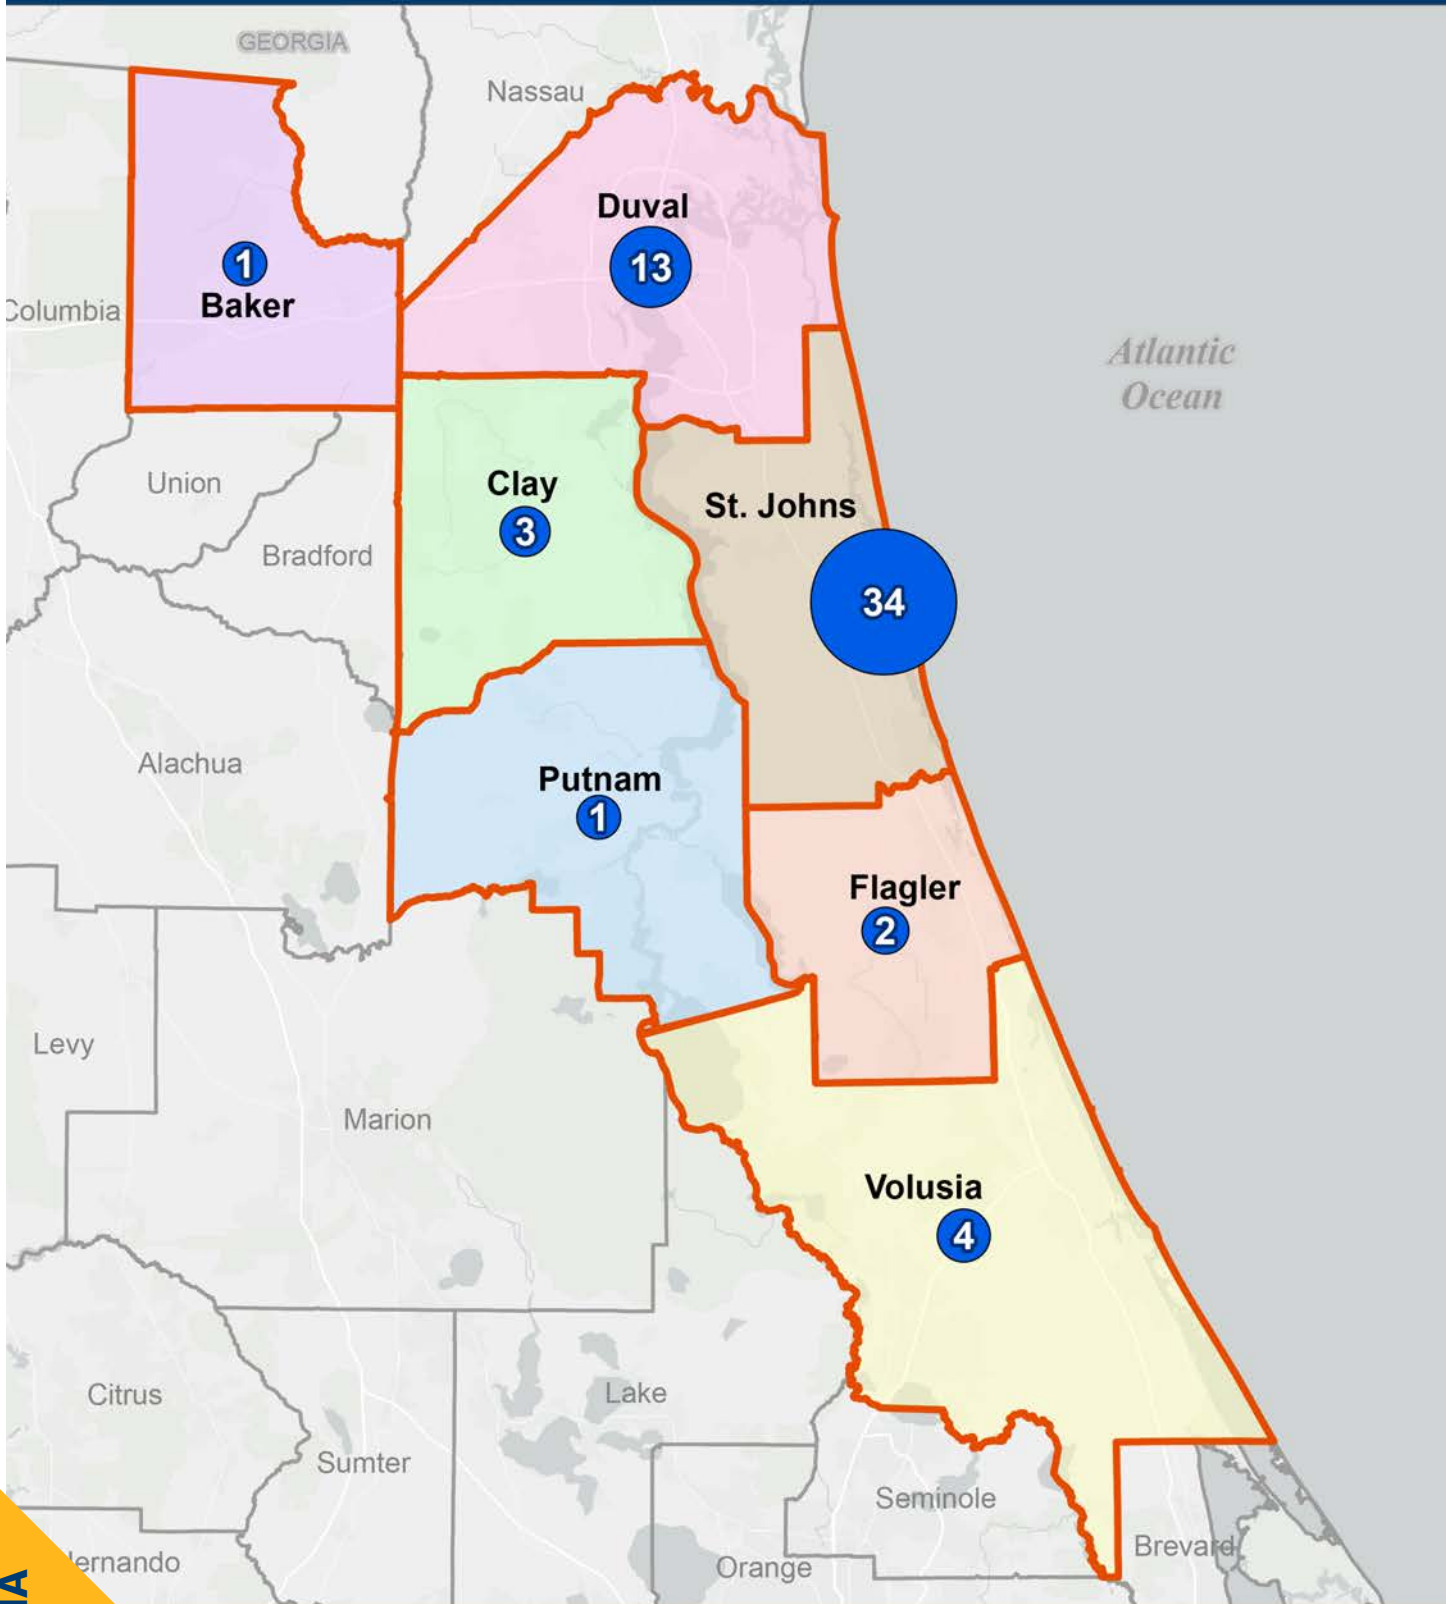 GEORGIA
Nassau
Duval
13
1
Baker
Columbia
Atlantic
Ocean
Union
Clay
3
St. Johns
Bradford
34
Alachua
Putnam
1
Flagler
2
Levy
Marion
Volusia
4
Citrus
Lake
Sumter
Seminole
Brevard
Orange